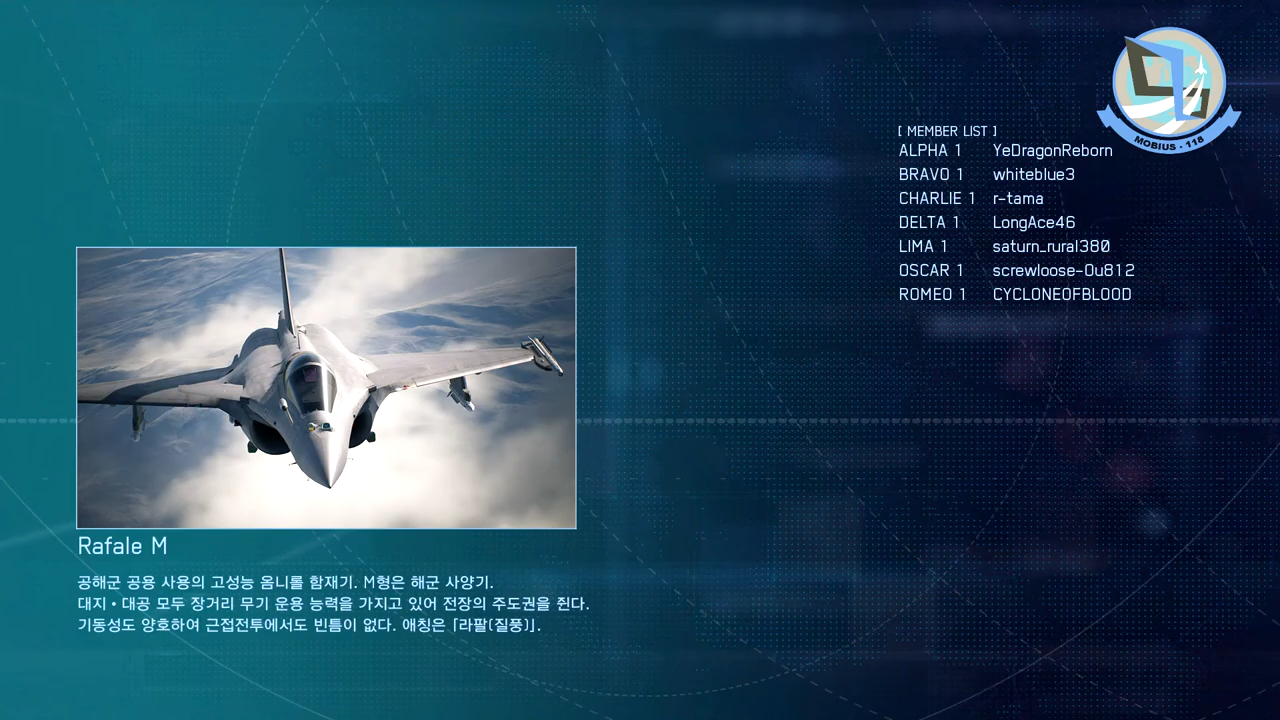 MOBIUS - 118
[ MEMBER LIST ]
ALPHA 1 YeDragonReborn
BRAVO 1 whiteblue3
CHARLIE 1 r-tama
DELTA 1 LongAce46
LIMA 1 saturn_rural380
OSCAR 1 screwloose-0u812
ROMEO 1 CYCLONEOFBLOOD
Rafale M
공해군 공용 사용의 고성능 옴니롤 함재기. M형은 해군 사양기.
대지・대공 모두 장거리 무기 운용 능력을 가지고 있어 전장의 주도권을 쥔다.
기동성도 양호하여 근접전투에서도 빈틈이 없다. 애칭은 「라팔(질풍)」.